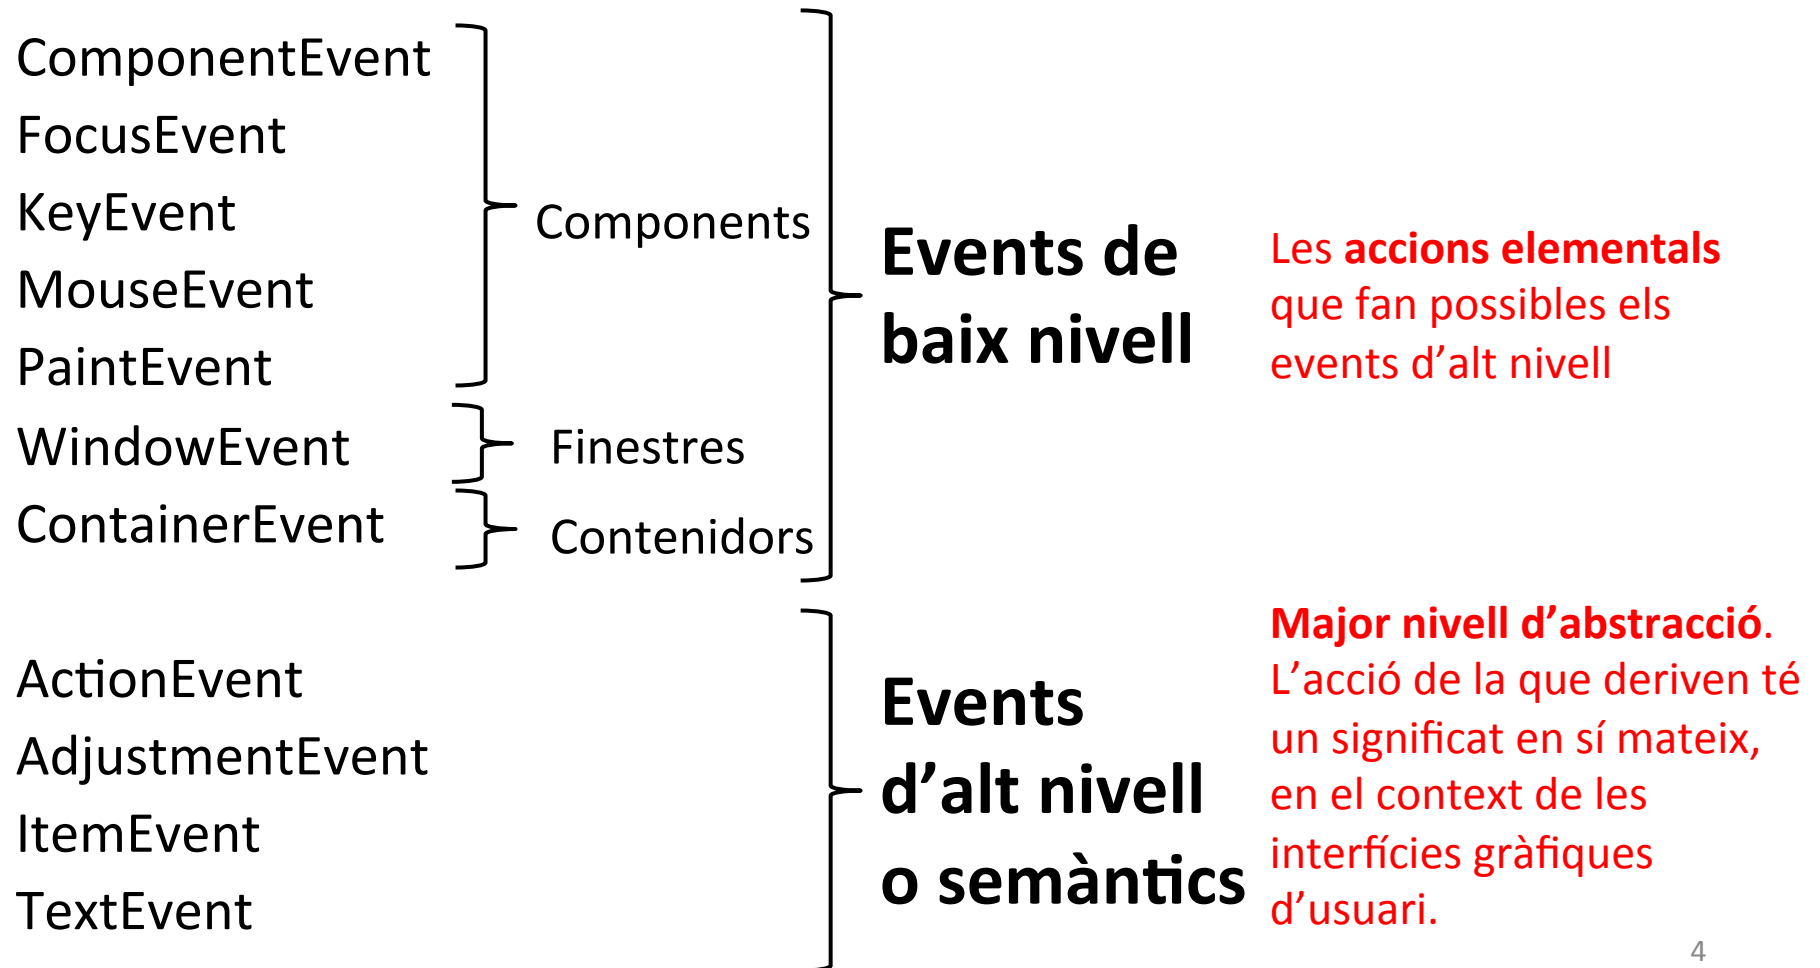 ComponentEvent
FocusEvent
KeyEvent
MouseEvent
PaintEvent
WindowEvent
ContainerEvent
Components
Finestres
Contenidors
Events de
baix nivell
Les accions elementals
que fan possibles els
events d’alt nivell
ActionEvent
AdjustmentEvent
ItemEvent
TextEvent
Events
d’alt nivell
o semàntics
Major nivell d’abstracció.
L’acció de la que deriven té
un significat en sí mateix,
en el context de les
interfícies gràfiques
d’usuari.
4